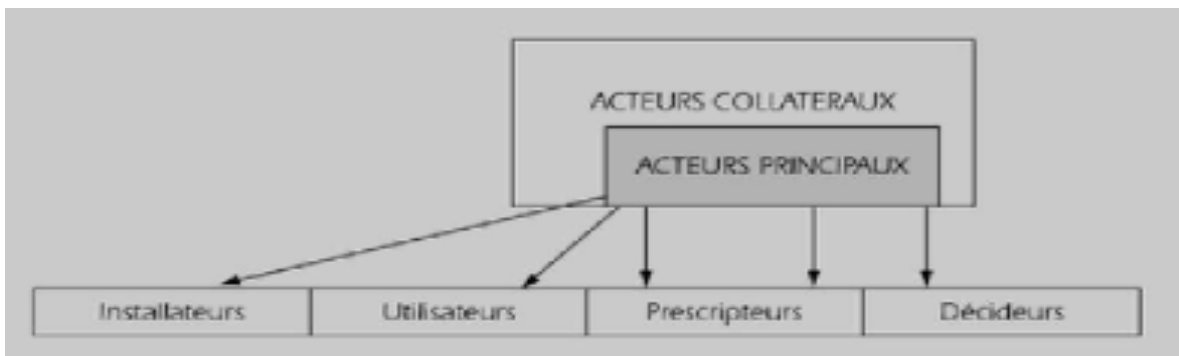 ACTEURS COLLATERAUX
ACTEURS PRINCIPAUX
Installateurs Utilisateurs Prescripteurs Décideurs